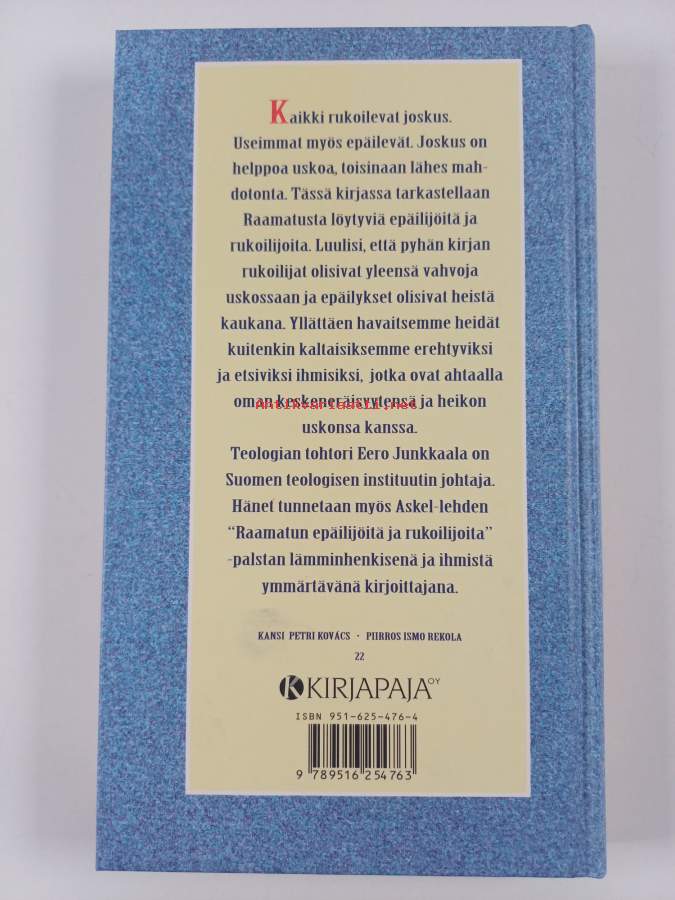 Kaikki rukoilevat joskus.
Useimmat myös epäilevät. Joskus on
helppoa uskoa, toisinaan lähes mah-
dotonta. Tässä kirjassa tarkastellaan
Raamatusta löytyviä epäilijöitä ja
rukoilijoita. Luulisi, että pyhän kirjan
rukoilijat olisivat yleensä vahvoja
uskossaan ja epäilykset olisivat heistä
kaukana. Yllättäen havaitsemme heidät
kuitenkin kaltaisiksemme erehtyviksi
ja etsiviksi ihmisiksi, jotka ovat ahtaalla
oman keskeneräisyytensä ja heikon
Antikvariaatti.net
uskonsa kanssa.
Teologian tohtori Eero Junkkaala on
Suomen teologisen instituutin johtaja.
Hänet tunnetaan myös Askel-lehden
“Raamatun epäilijöitä ja rukoilijoita”
-palstan lämminhenkisenä ja ihmistä
ymmärtävänä kirjoittajana.
KANSI PETRI KOVÁCS · PIIRROS ISMO REKOLA
22
KIRJAPAJA OY
ISBN 951-625-476-4
9 789516 254763